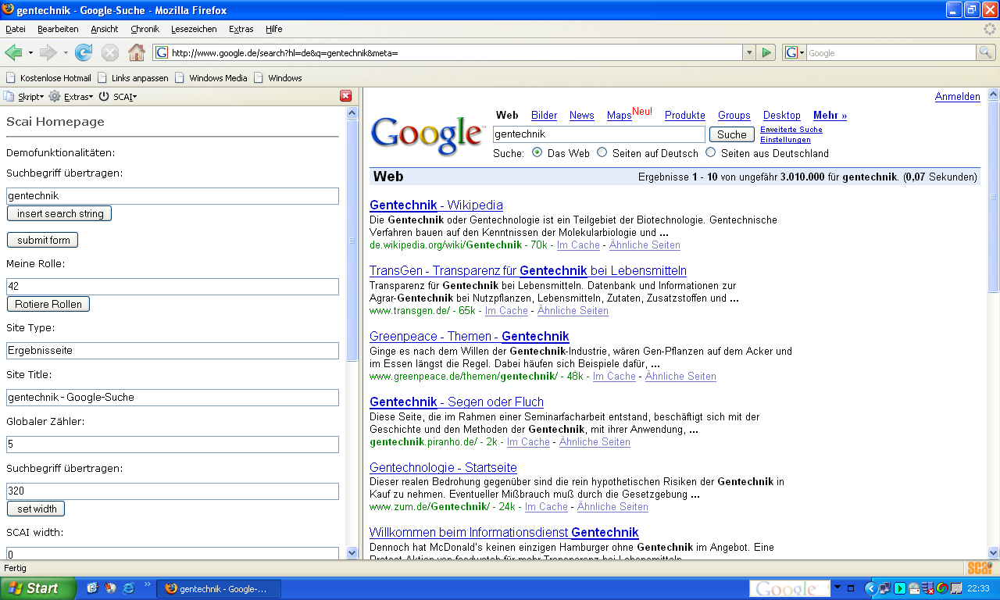 gentechnik - Google-Suche - Mozilla Firefox
Datei Bearbeiten Ansicht Chronik Lesezeichen Extras Hilfe
http://www.google.de/search?hl=de&q=gentechnik&meta=
Google
Kostenlose Hotmail Links anpassen Windows Media Windows
Skript Extras SCAI
Scai Homepage
Demofunktionalitäten:
Suchbegriff übertragen:
gentechnik
insert search string
submit form
Meine Rolle:
42
Rotiere Rollen
Site Type:
Ergebnisseite
Site Title:
gentechnik - Google-Suche
Globaler Zähler:
5
Suchbegriff übertragen:
320
set width
SCAI width:
0
Anmelden
Web Bilder News Maps Neu! Produkte Groups Desktop Mehr »
Google™
gentechnik
Suche
Erweiterte Suche
Einstellungen
Suche: Das Web Seiten auf Deutsch Seiten aus Deutschland
Web Ergebnisse 1 - 10 von ungefähr 3.010.000 für gentechnik. (0,07 Sekunden)
Gentechnik - Wikipedia
Die Gentechnik oder Gentechnologie ist ein Teilgebiet der Biotechnologie. Gentechnische
Verfahren bauen auf den Kenntnissen der Molekularbiologie und ...
de.wikipedia.org/wiki/Gentechnik - 70k - Im Cache - Ähnliche Seiten
TransGen - Transparenz für Gentechnik bei Lebensmitteln
Transparenz für Gentechnik bei Lebensmitteln. Datenbank und Informationen zur
Agrar-Gentechnik bei Nutzpflanzen, Lebensmitteln, Zutaten, Zusatzstoffen und ...
www.transgen.de/ - 65k - Im Cache - Ähnliche Seiten
Greenpeace - Themen - Gentechnik
Ginge es nach dem Willen der Gentechnik-Industrie, wären Gen-Pflanzen auf dem Acker und
im Essen längst die Regel. Dabei häufen sich Beispiele dafür, ...
www.greenpeace.de/themen/gentechnik/ - 48k - Im Cache - Ähnliche Seiten
Gentechnik - Segen oder Fluch
Diese Seite, die im Rahmen einer Seminarfacharbeit entstand, beschäftigt sich mit der
Geschichte und den Methoden der Gentechnik, mit ihrer Anwendung, ...
gentechnik.piranho.de/ - 2k - Im Cache - Ähnliche Seiten
Gentechnologie - Startseite
Dieser realen Bedrohung gegenüber sind die rein hypothetischen Risiken der Gentechnik in
Kauf zu nehmen. Eventueller Mißbrauch muß durch die Gesetzgebung ...
www.zum.de/Gentechnik/ - 24k - Im Cache - Ähnliche Seiten
Willkommen beim Informationsdienst Gentechnik
Dennoch hat McDonald's keinen einzigen Hamburger ohne Gentechnik im Angebot. Eine
Protest-Aktion von foodwatch für mehr Transparenz bei Lebensmitteln
Fertig
scai
Start gentechnik - Google-... Google 22:33